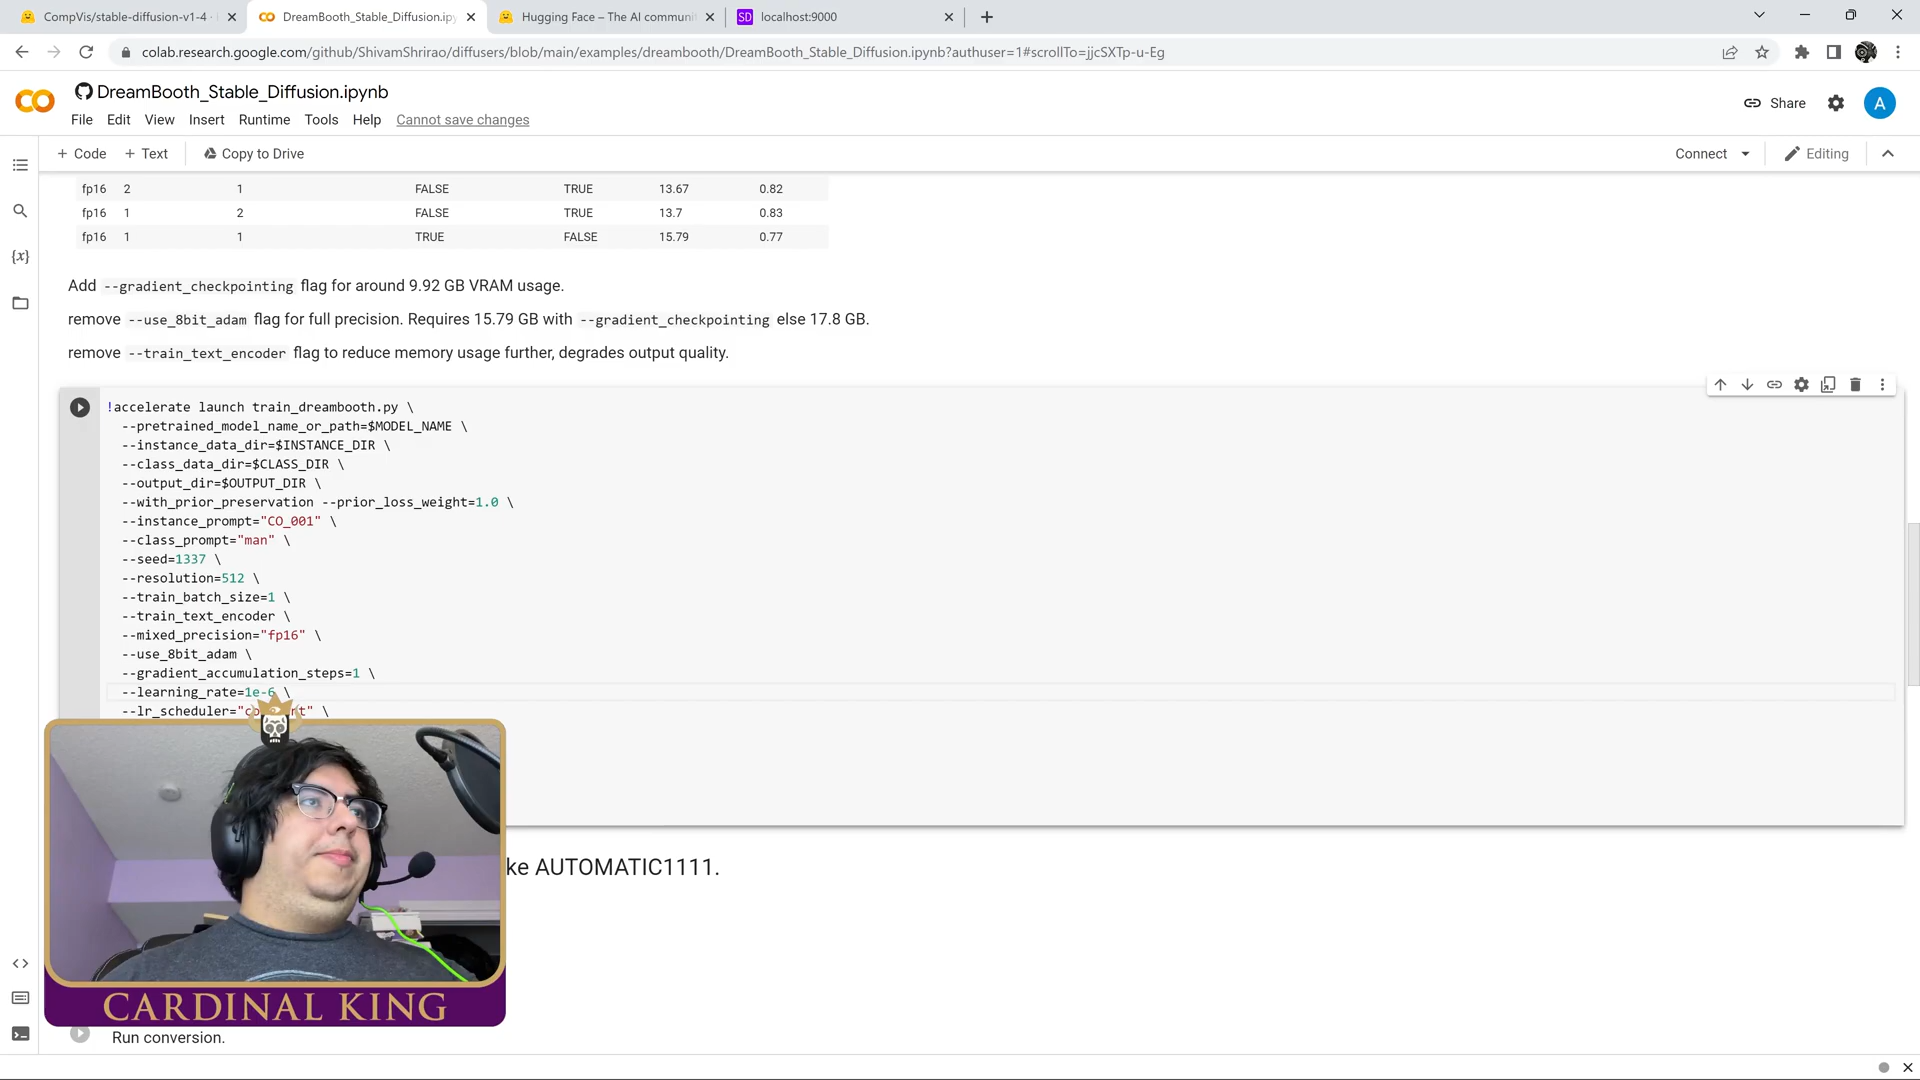 CompVis/stable-diffusion-v1-4 ·
DreamBooth_Stable_Diffusion.ipy
Hugging Face – The AI communi
SD localhost:9000
colab.research.google.com/github/ShivamShrirao/diffusers/blob/main/examples/dreambooth/DreamBooth_Stable_Diffusion.ipynb?authuser=1#scrollTo=jjcSXTp-u-Eg
DreamBooth_Stable_Diffusion.ipynb
Share
A
File Edit View Insert Runtime Tools Help Cannot save changes
+ Code + Text Copy to Drive
Connect
Editing
fp16 2 1 FALSE TRUE 13.67 0.82
fp16 1 2 FALSE TRUE 13.7 0.83
fp16 1 1 TRUE FALSE 15.79 0.77
{x}
Add --gradient_checkpointing flag for around 9.92 GB VRAM usage.
remove --use_8bit_adam flag for full precision. Requires 15.79 GB with --gradient_checkpointing else 17.8 GB.
remove --train_text_encoder flag to reduce memory usage further, degrades output quality.
!accelerate launch train_dreambooth.py \
--pretrained_model_name_or_path=$MODEL_NAME \
--instance_data_dir=$INSTANCE_DIR \
--class_data_dir=$CLASS_DIR \
--output_dir=$OUTPUT_DIR \
--with_prior_preservation --prior_loss_weight=1.0 \
--instance_prompt="CO_001" \
--class_prompt="man" \
--seed=1337 \
--resolution=512 \
--train_batch_size=1 \
--train_text_encoder \
--mixed_precision="fp16" \
--use_8bit_adam \
--gradient_accumulation_steps=1 \
--learning_rate=1e-6 \
--lr_scheduler="co nt" \
ke AUTOMATIC1111.
CARDINAL KING
Run conversion.